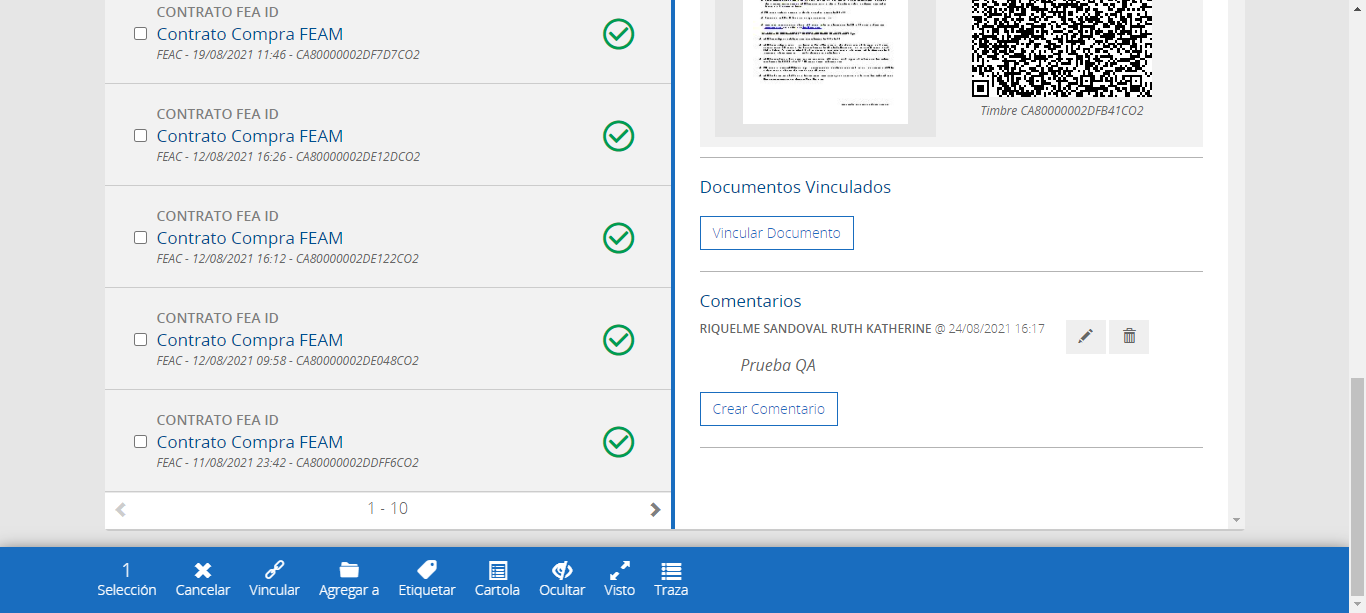 CONTRATO FEA ID
Contrato Compra FEAM
FEAC - 19/08/2021 11:46 - CA80000002DF7D7CO2
CONTRATO FEA ID
Contrato Compra FEAM
FEAC - 12/08/2021 16:26 - CA80000002DE12DCO2
CONTRATO FEA ID
Contrato Compra FEAM
FEAC - 12/08/2021 16:12 - CA80000002DE122CO2
CONTRATO FEA ID
Contrato Compra FEAM
FEAC - 12/08/2021 09:58 - CA80000002DE048CO2
CONTRATO FEA ID
Contrato Compra FEAM
FEAC - 11/08/2021 23:42 - CA80000002DDFF6CO2
1 - 10
Timbre CA80000002DFB41CO2
Documentos Vinculados
Vincular Documento
Comentarios
RIQUELME SANDOVAL RUTH KATHERINE @ 24/08/2021 16:17
Prueba QA
Crear Comentario
1
Selección
Cancelar
Vincular
Agregar a
Etiquetar
Cartola
Ocultar
Visto
Traza